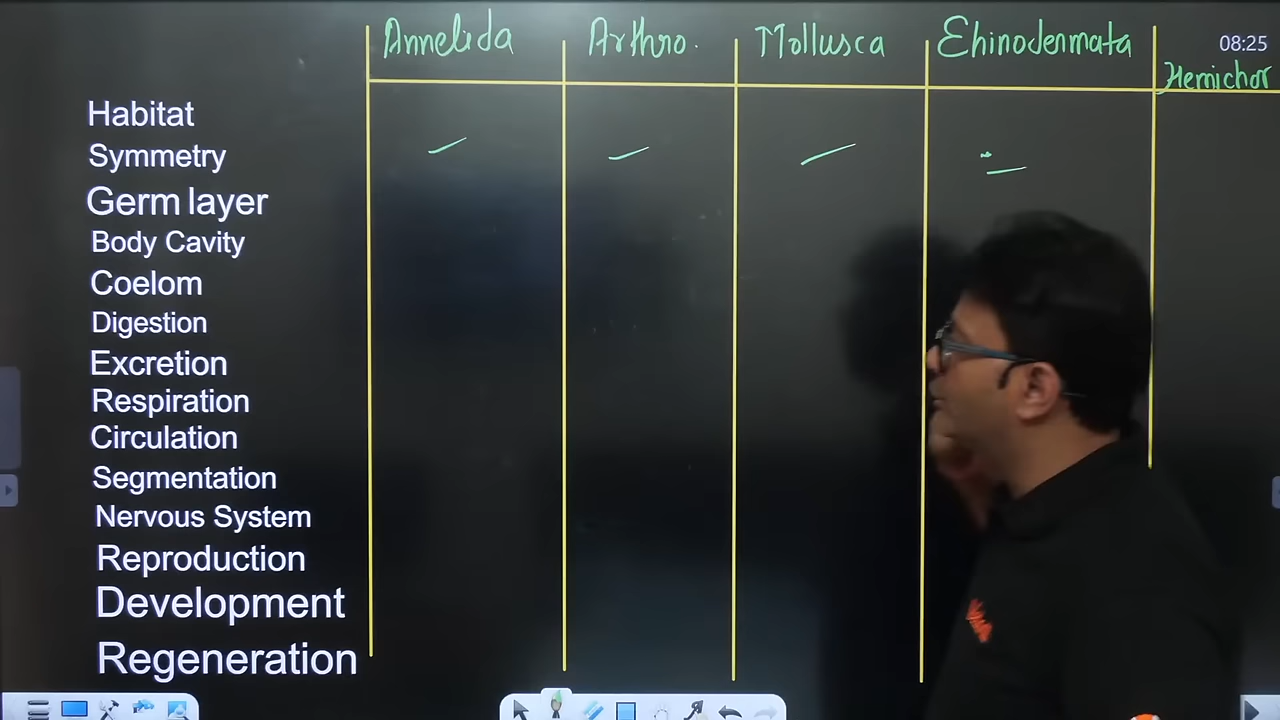 Annelida Arthro. Mollusca Ehinodermata 08:25
Hemichor
Habitat
Symmetry
Germ layer
Body Cavity
Coelom
Digestion
Excretion
Respiration
Circulation
Segmentation
Nervous System
Reproduction
Development
Regeneration